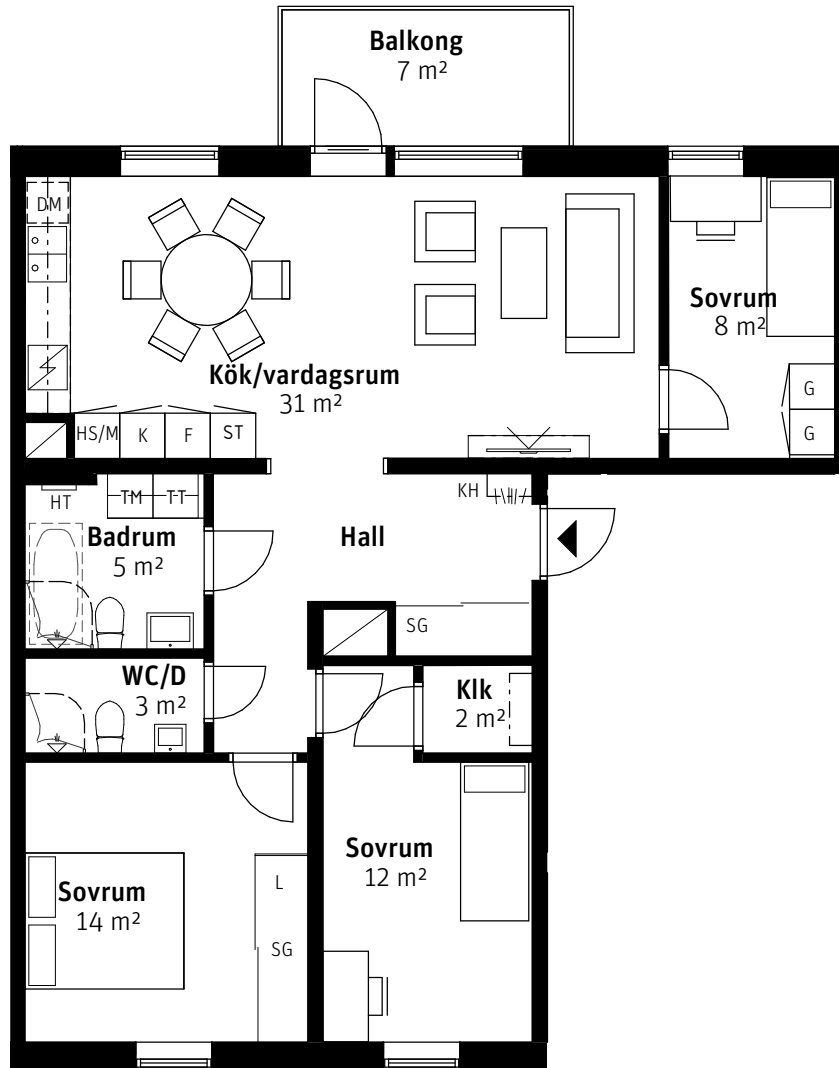 Balkong
7 m²
DM
Sovrum
8 m²
Kök/vardagsrum
31 m²
G
G
HS/M
K
F
ST
HT
TM
TT
KH
Badrum
5 m²
Hall
SG
WC/D
3 m²
Klk
2 m²
Sovrum
14 m²
L
SG
Sovrum
12 m²